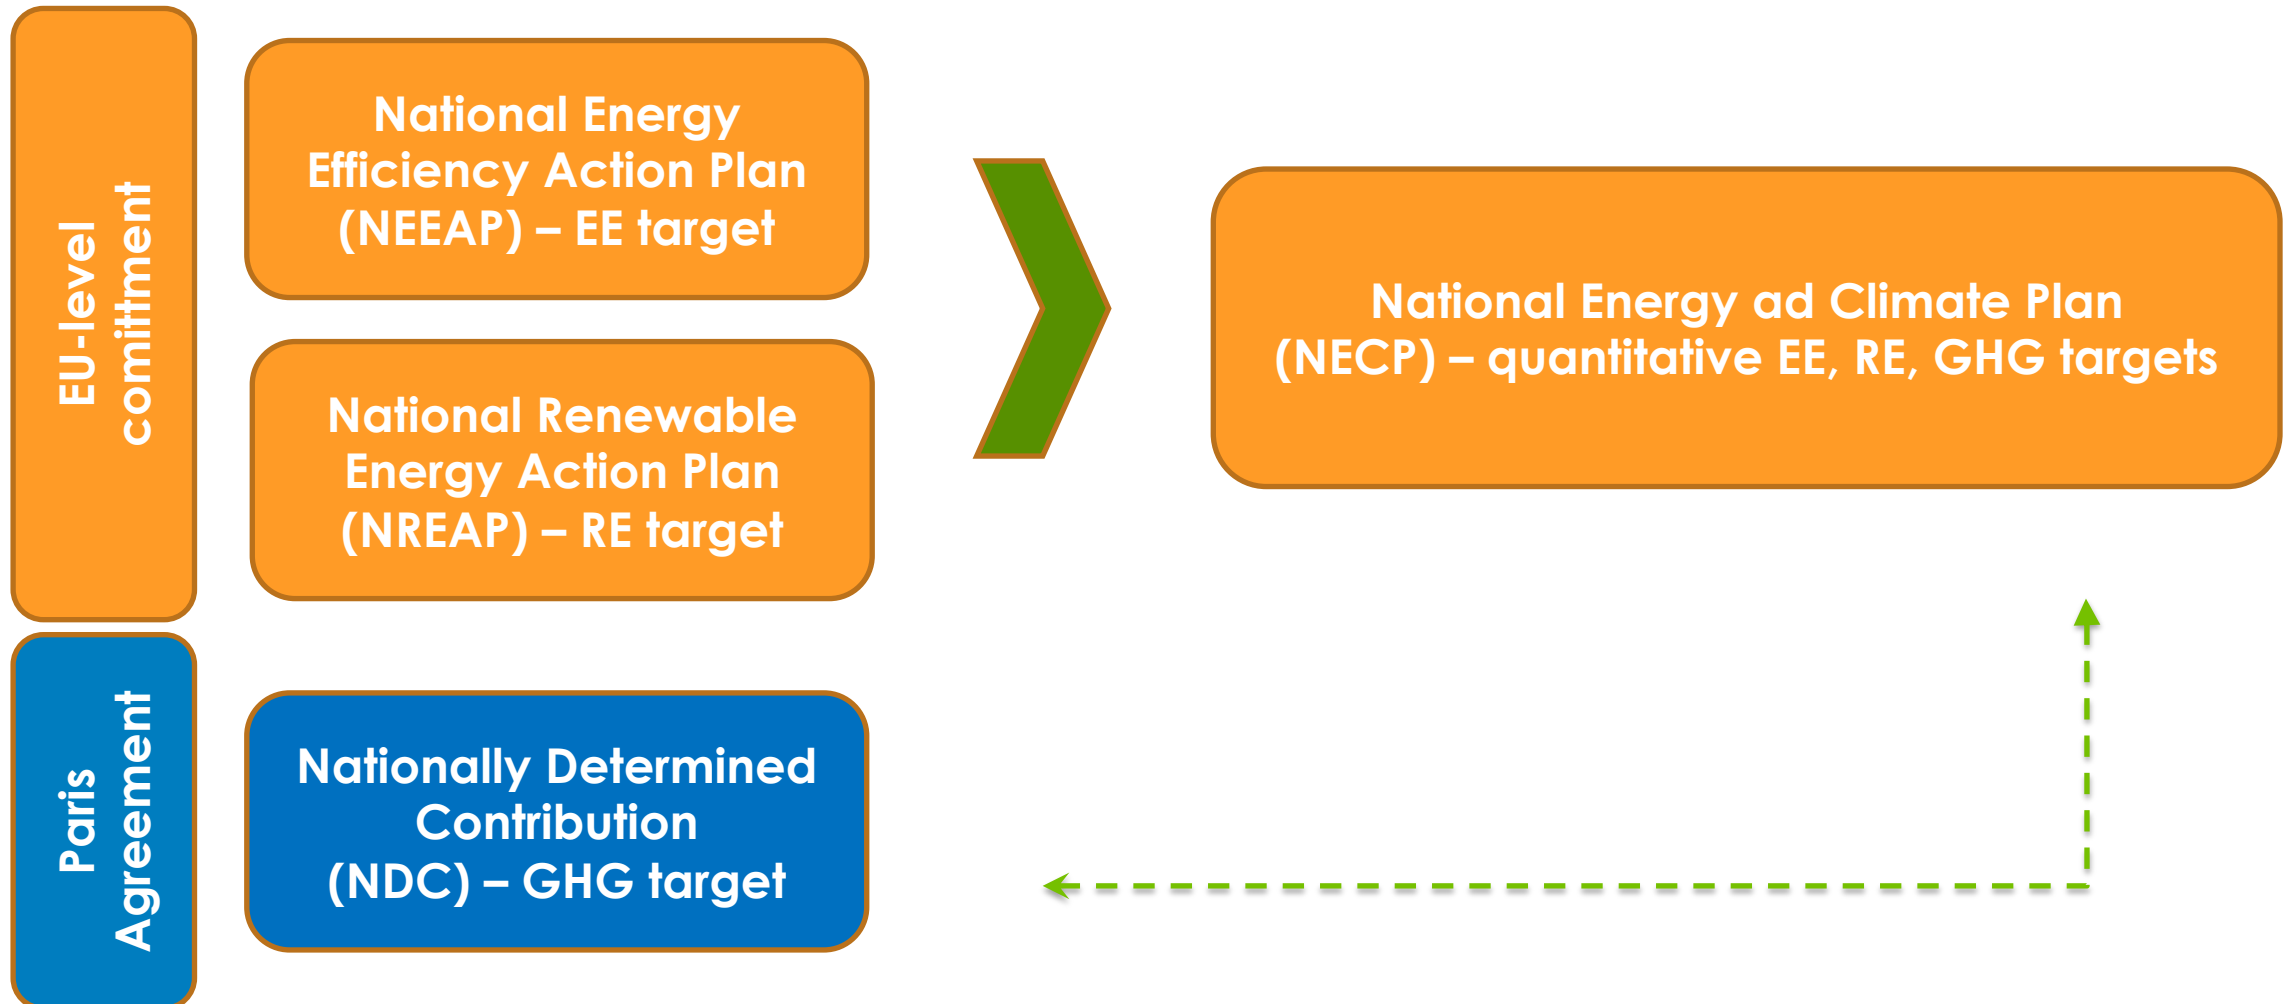 EU-level
comittment
National Energy
Efficiency Action Plan
(NEEAP) – EE target
National Renewable
Energy Action Plan
(NREAP) – RE target
National Energy ad Climate Plan
(NECP) – quantitative EE, RE, GHG targets
Paris
Agreement
Nationally Determined
Contribution
(NDC) – GHG target